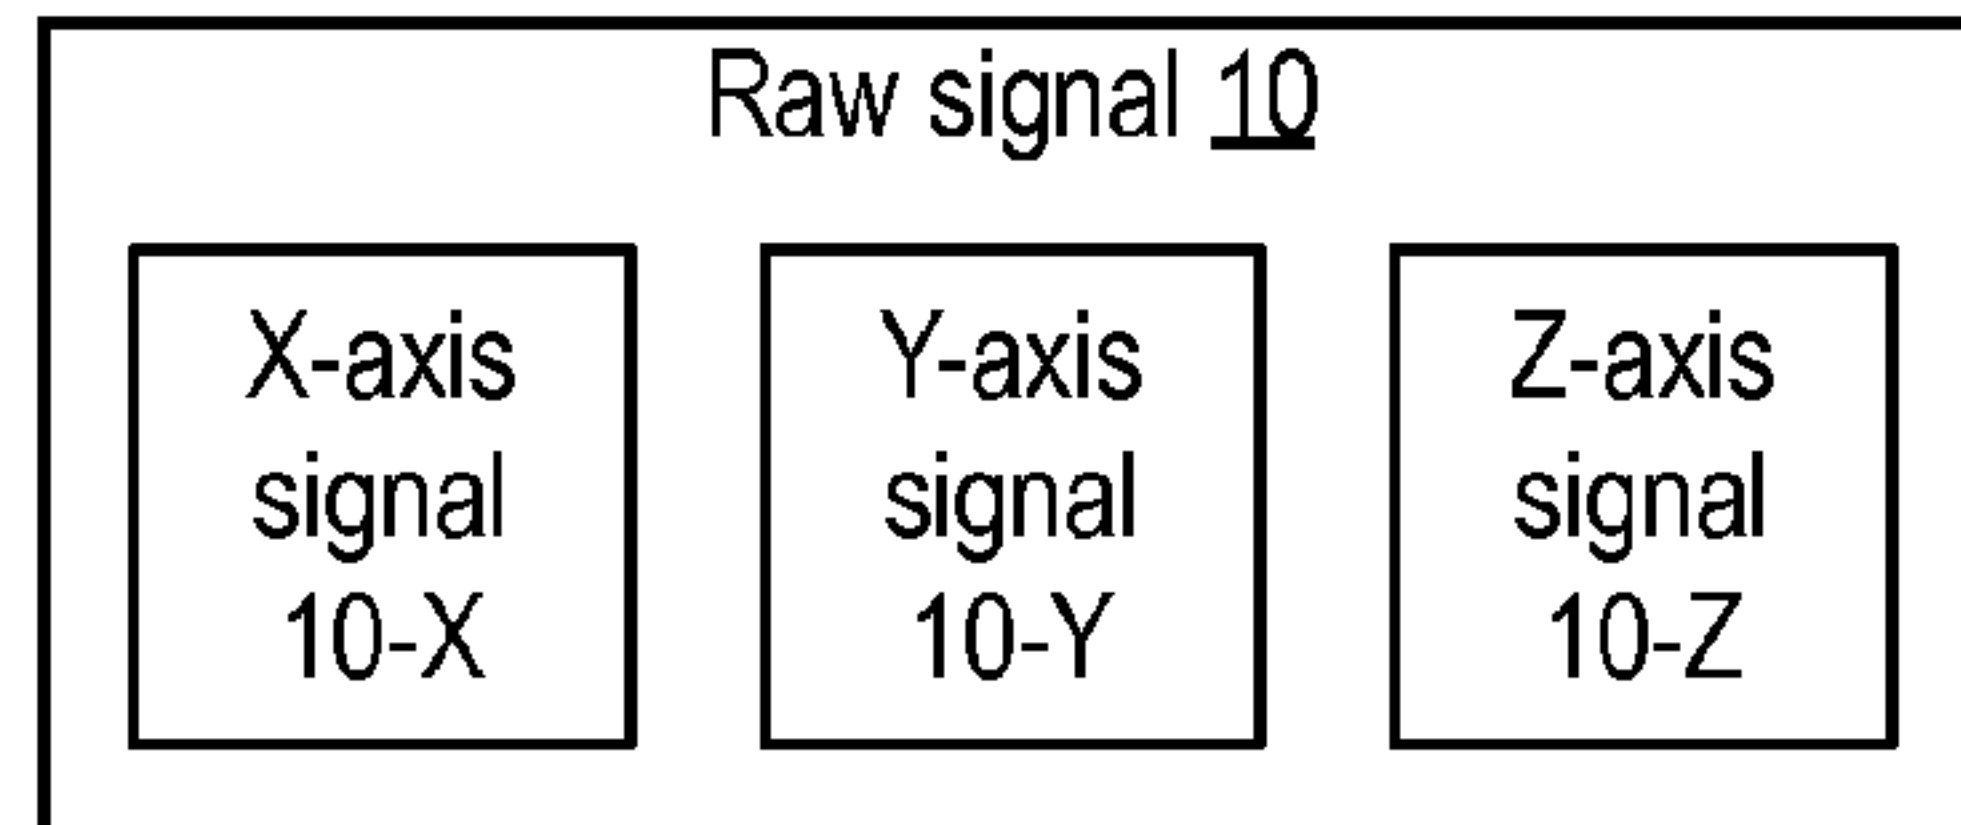 Raw signal 10
X-axis
signal
10-X
Y-axis
signal
10-Y
Z-axis
signal
10-Z